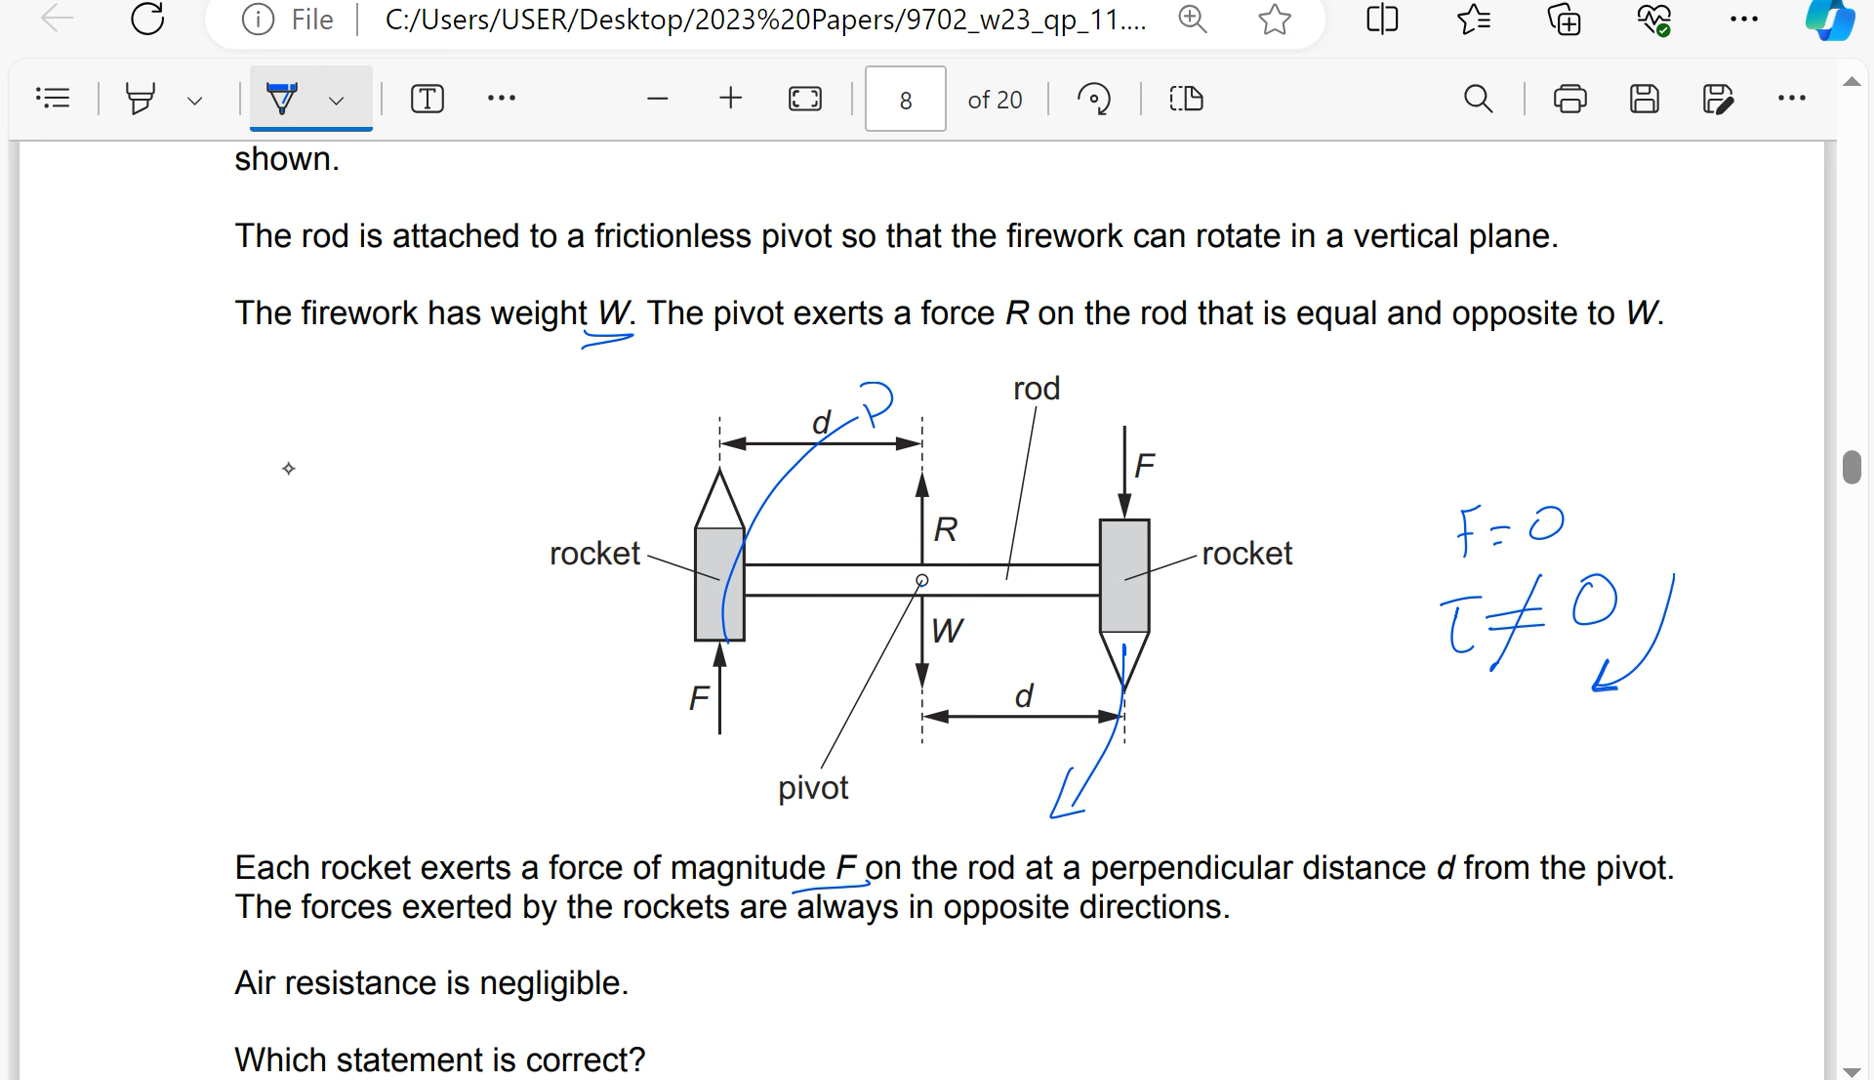 File C:/Users/USER/Desktop/2023%20Papers/9702_w23_qp_11....
8 of 20
shown.
The rod is attached to a frictionless pivot so that the firework can rotate in a vertical plane.
The firework has weight W. The pivot exerts a force R on the rod that is equal and opposite to W.
rod
d
F
R
rocket
rocket
F = 0
τ ≠ 0
W
F
d
pivot
Each rocket exerts a force of magnitude F on the rod at a perpendicular distance d from the pivot.
The forces exerted by the rockets are always in opposite directions.
Air resistance is negligible.
Which statement is correct?